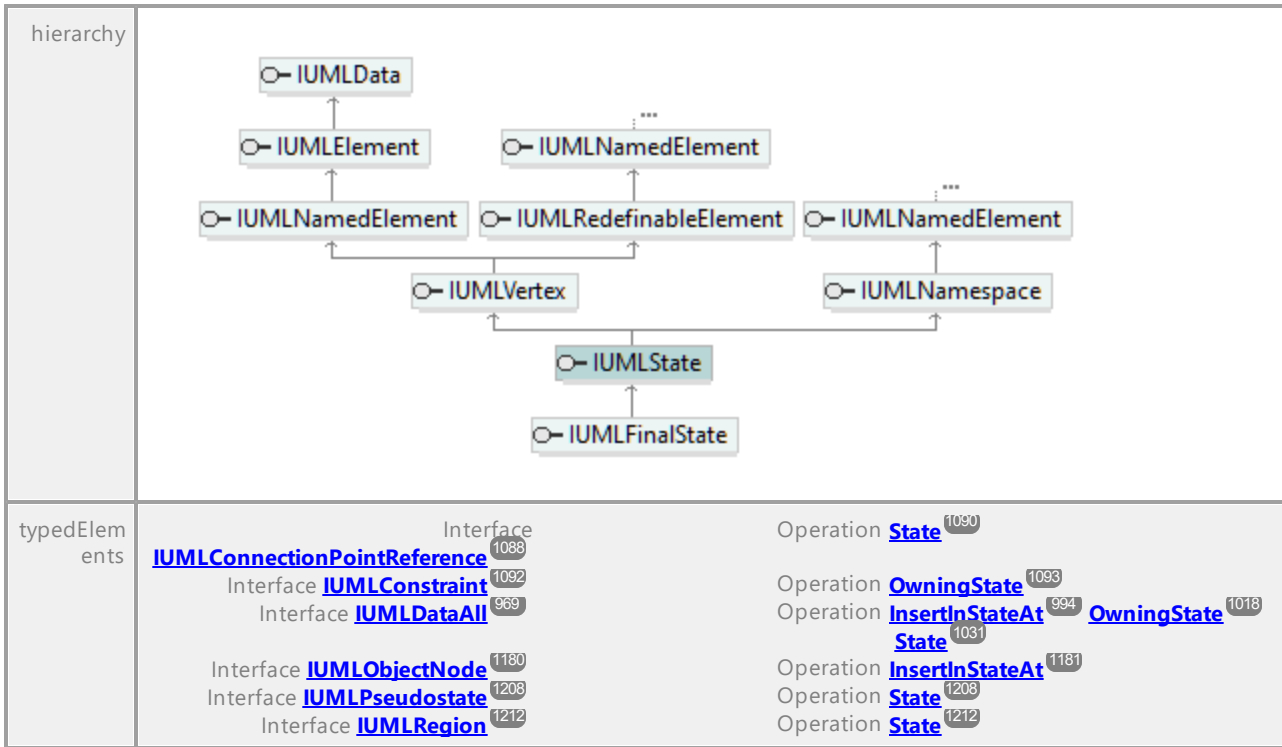 hierarchy
IUMLData
...
IUMLElement
IUMLNamedElement
...
IUMLNamedElement
IUMLRedefinableElement
IUMLNamedElement
IUMLVertex
IUMLNamespace
IUMLState
IUMLFinalState
typedElem
ents
Interface
IUMLConnectionPointReference 1088
Operation State 1090
Interface IUMLConstraint 1092
Operation OwningState 1093
Interface IUMLDataAll 969
Operation InsertInStateAt 994 OwningState 1018
State 1031
Interface IUMLObjectNode 1180
Operation InsertInStateAt 1181
Interface IUMLPseudostate 1208
Operation State 1208
Interface IUMLRegion 1212
Operation State 1212